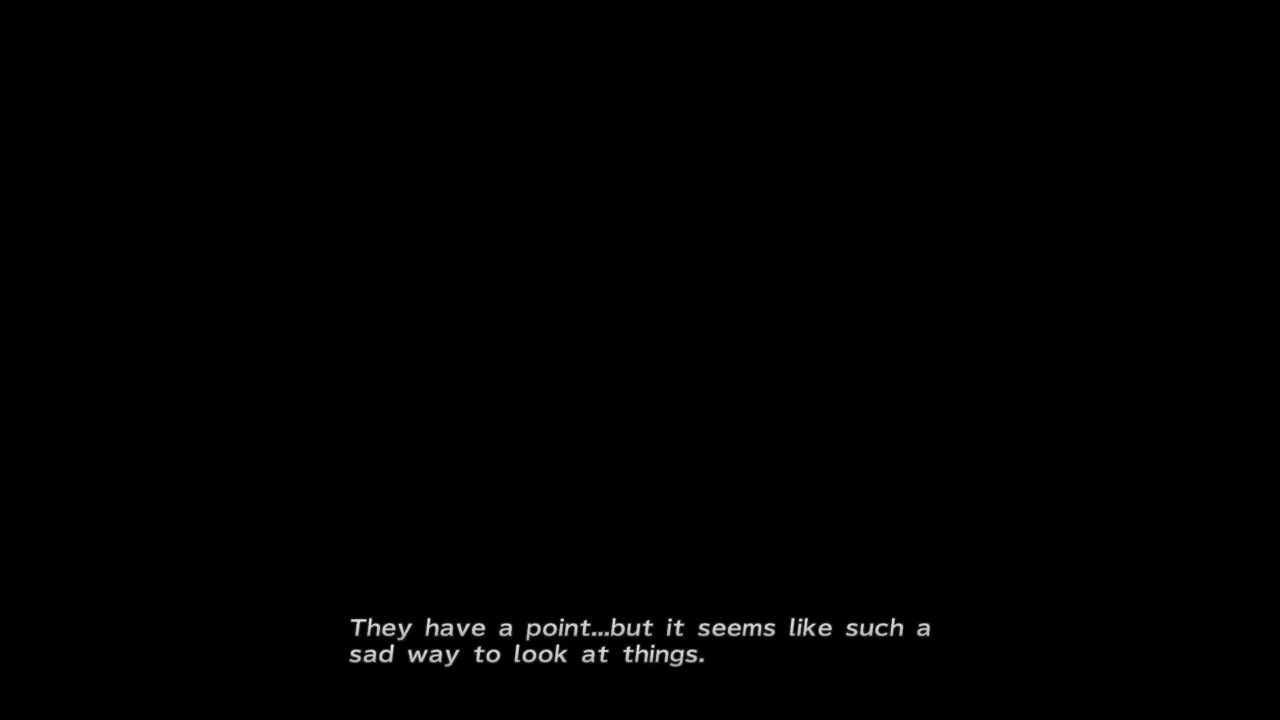 They have a point...but it seems like such a
sad way to look at things.